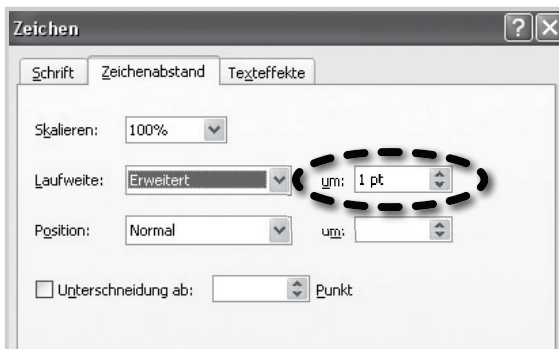 Zeichen
Schrift Zeichenabstand Texteffekte
Skalieren: 100%
Laufweite: Erweitert um: 1 pt
Position: Normal um:
Unterschneidung ab: Punkt